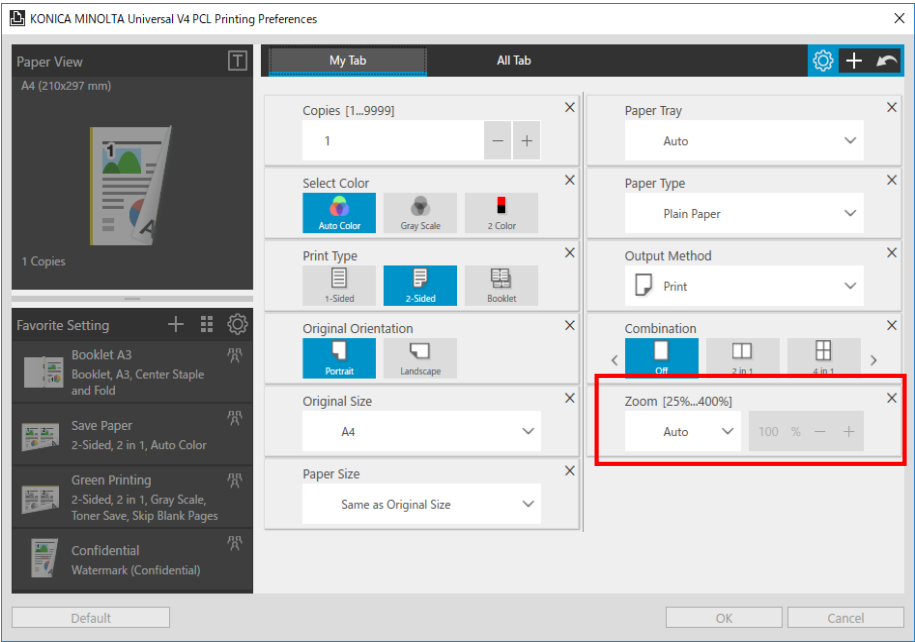 KONICA MINOLTA Universal V4 PCL Printing Preferences
Paper View
T
A4 (210x297 mm)
1
A
1 Copies
Favorite Setting
Booklet A3
Booklet, A3, Center Staple
and Fold
Save Paper
2-Sided, 2 in 1, Auto Color
Green Printing
2-Sided, 2 in 1, Gray Scale,
Toner Save, Skip Blank Pages
Confidential
Watermark (Confidential)
My Tab
All Tab
Copies [1...9999]
1
Select Color
Auto Color
Gray Scale
2 Color
Print Type
1-Sided
2-Sided
Booklet
Original Orientation
Portrait
Landscape
Original Size
A4
Paper Size
Same as Original Size
Paper Tray
Auto
Paper Type
Plain Paper
Output Method
Print
Combination
Off
2 in 1
4 in 1
Zoom [25%...400%]
Auto
100 %
Default
OK
Cancel